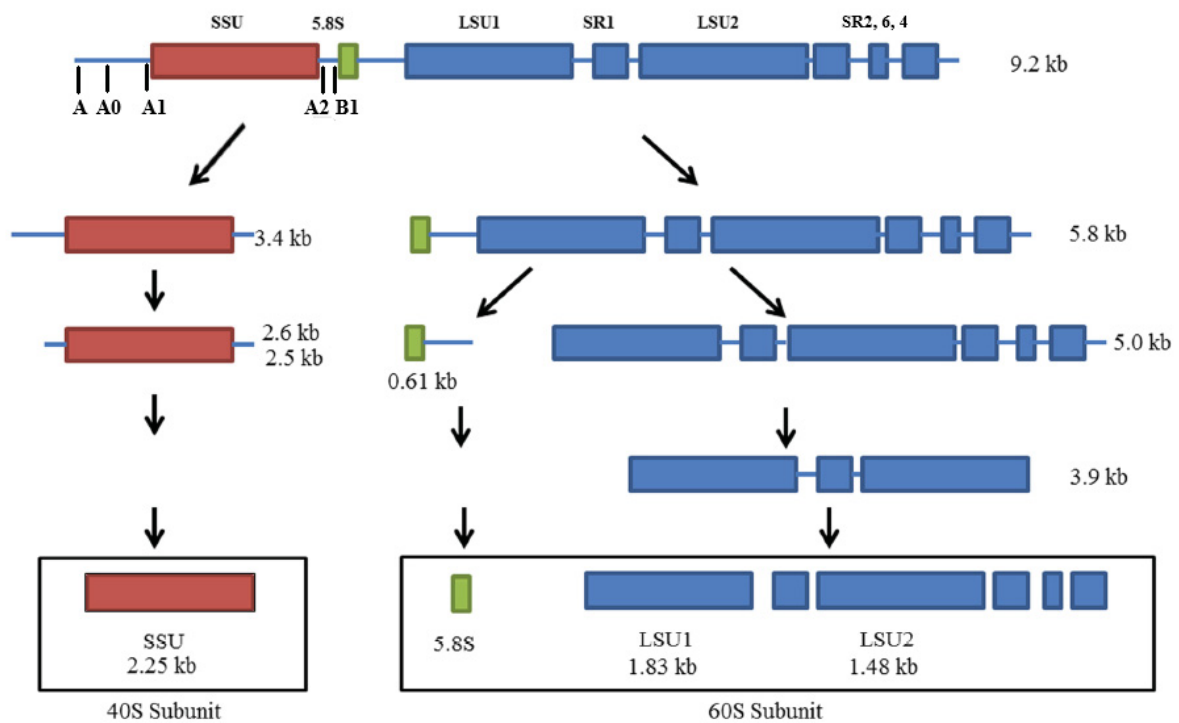 SSU 5.8S LSU1 SR1 LSU2 SR2, 6, 4
9.2 kb
A A0 A1 A2 B1
3.4 kb
5.8 kb
2.6 kb
2.5 kb
5.0 kb
0.61 kb
3.9 kb
SSU
2.25 kb
5.8S
LSU1
1.83 kb
LSU2
1.48 kb
40S Subunit
60S Subunit